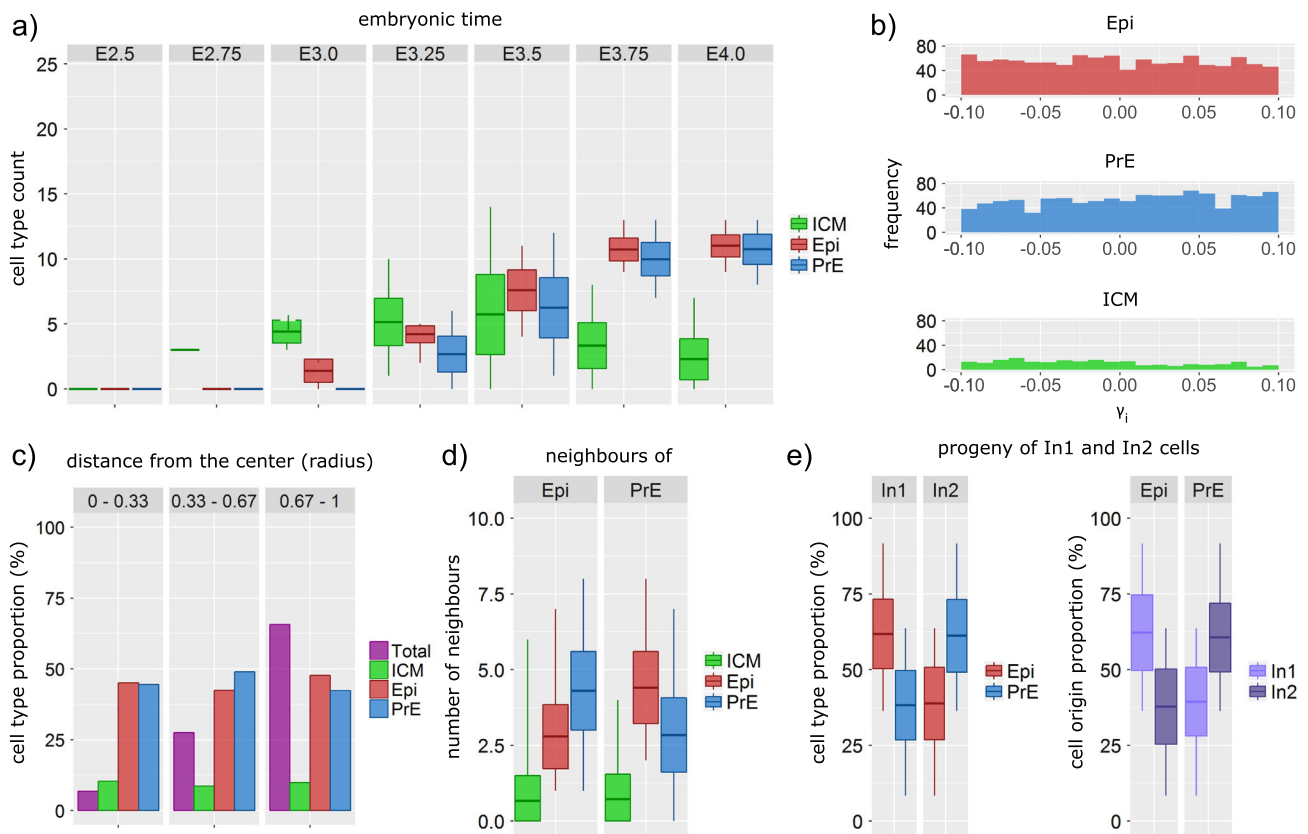 a)
embryonic time
E2.5 E2.75 E3.0 E3.25 E3.5 E3.75 E4.0
cell type count
25
20
15
10
5
0
ICM
Epi
PrE
b)
Epi
80
40
0
-0.10 -0.05 0.00 0.05 0.10
PrE
frequency
80
40
0
-0.10 -0.05 0.00 0.05 0.10
ICM
80
40
0
-0.10 -0.05 0.00 0.05 0.10
γi
c)
distance from the center (radius)
0 - 0.33 0.33 - 0.67 0.67 - 1
cell type proportion (%)
100
75
50
25
0
Total
ICM
Epi
PrE
d)
neighbours of
Epi PrE
number of neighbours
10.0
7.5
5.0
2.5
0.0
ICM
Epi
PrE
e)
progeny of In1 and In2 cells
In1 In2
cell type proportion (%)
100
75
50
25
0
Epi
PrE
Epi PrE
cell origin proportion (%)
100
75
50
25
0
In1
In2